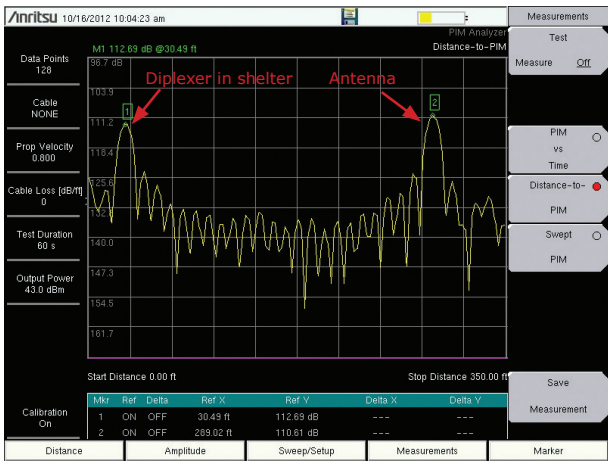 Anritsu 10/16/2012 10:04:23 am
Measurements
PIM Analyzer
M1 112.69 dB @30.49 ft
Distance-to-PIM
Data Points
128
Cable
NONE
Prop Velocity
0.800
Cable Loss [dB/ft]
0
Test Duration
60 s
Output Power
43.0 dBm
Calibration
On
96.7 dB
103.9
111.2
118.4
125.6
132.8
140.0
147.3
154.5
161.7
Diplexer in shelter
Antenna
1
2
Start Distance 0.00 ft
Stop Distance 350.00 ft
Mkr Ref Delta Ref X Ref Y Delta X Delta Y
1 ON OFF 30.49 ft 112.69 dB --- ---
2 ON OFF 289.02 ft 110.61 dB --- ---
Test
Measure Off
PIM
vs
Time
Distance-to-
PIM
Swept
PIM
Save
Measurement
Distance
Amplitude
Sweep/Setup
Measurements
Marker